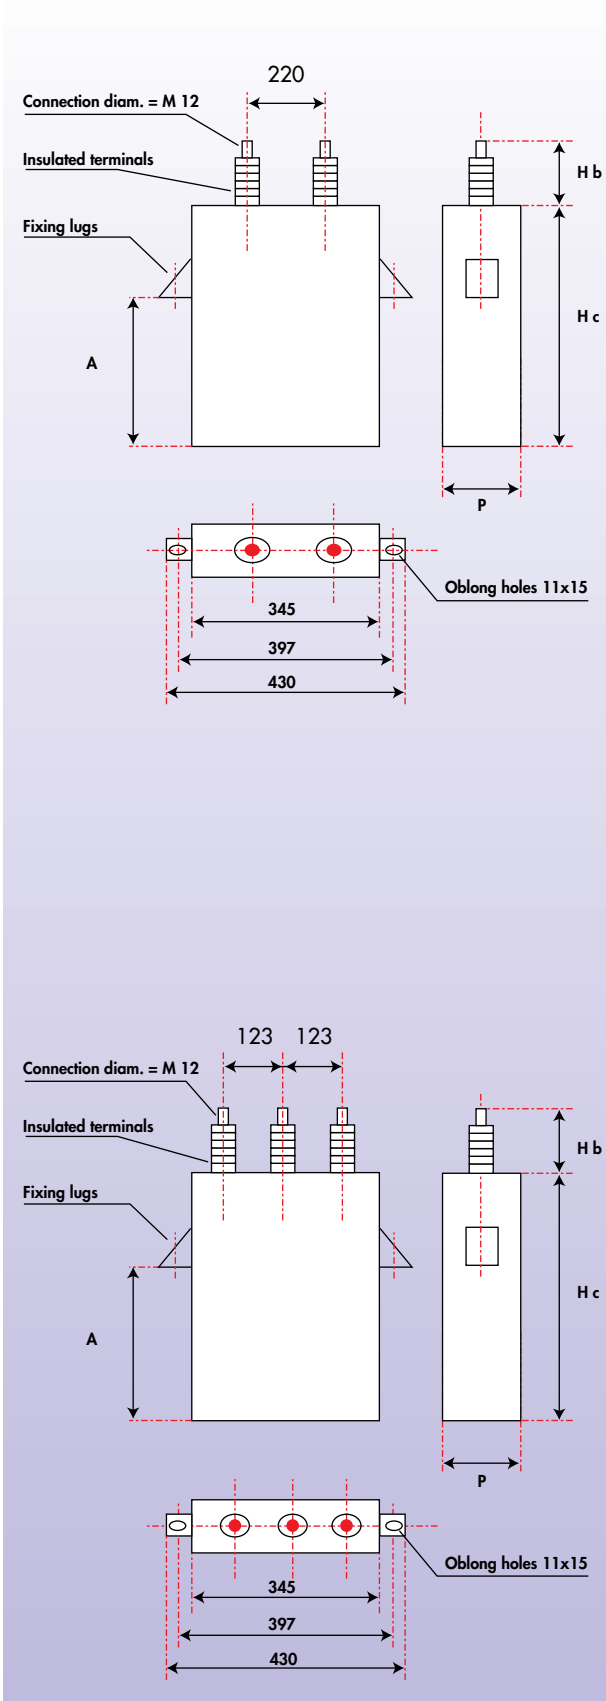 220
Connection diam. = M 12
Insulated terminals
H b
Fixing lugs
H c
A
P
Oblong holes 11x15
345
397
430
123 123
Connection diam. = M 12
Insulated terminals
H b
Fixing lugs
H c
A
P
Oblong holes 11x15
345
397
430